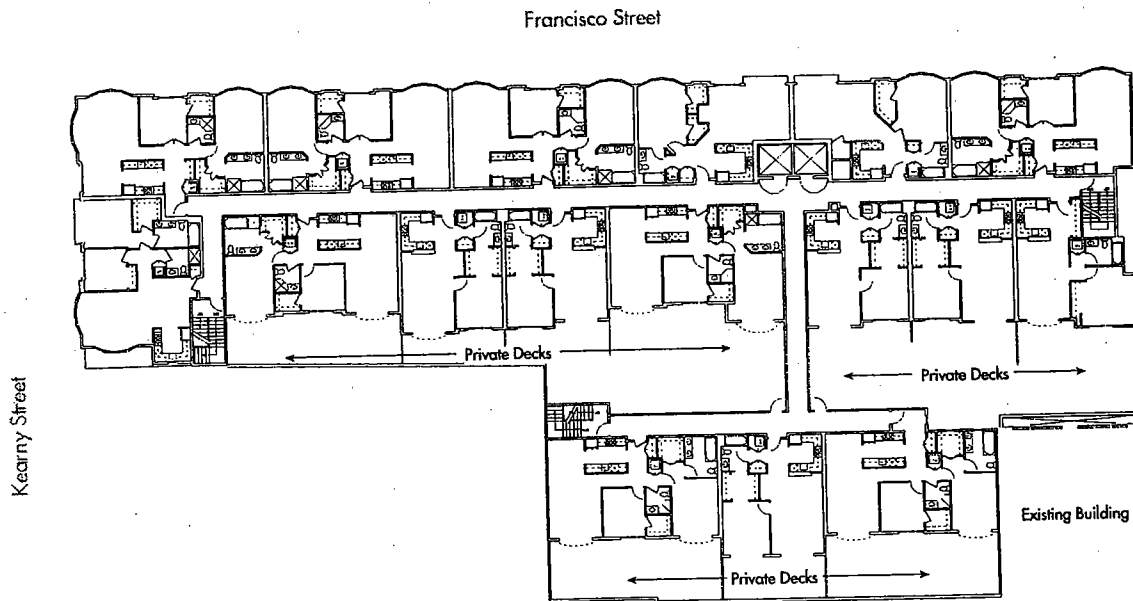 Francisco Street
Private Decks
Private Decks
Kearny Street
Existing Building
Private Decks